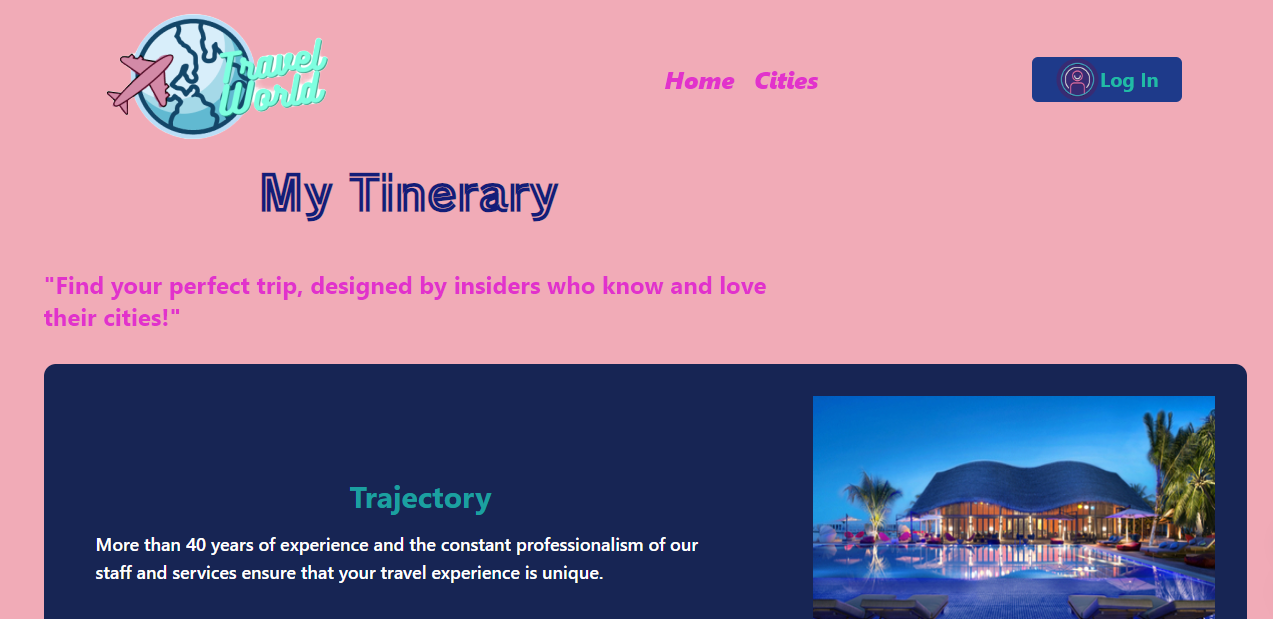 Travel
World
Home Cities
Log In
My Tinerary
"Find your perfect trip, designed by insiders who know and love
their cities!"
Trajectory
More than 40 years of experience and the constant professionalism of our
staff and services ensure that your travel experience is unique.